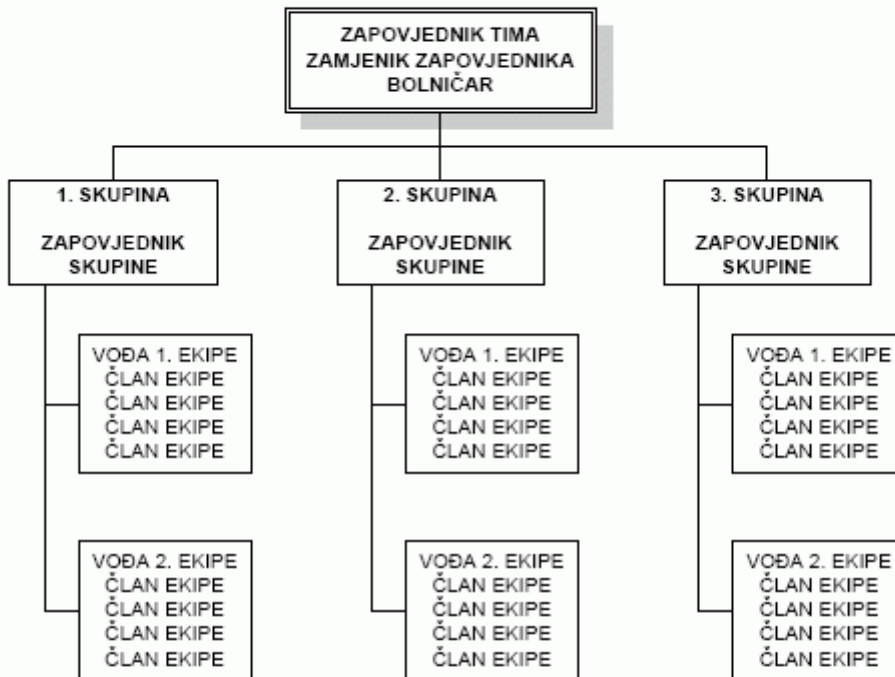 ZAPOVJEDNIK TIMA
ZAMJENIK ZAPOVJEDNIKA
BOLNIČAR
1. SKUPINA
ZAPOVJEDNIK
SKUPINE
2. SKUPINA
ZAPOVJEDNIK
SKUPINE
3. SKUPINA
ZAPOVJEDNIK
SKUPINE
VOĐA 1. EKIPE
ČLAN EKIPE
ČLAN EKIPE
ČLAN EKIPE
ČLAN EKIPE
VOĐA 1. EKIPE
ČLAN EKIPE
ČLAN EKIPE
ČLAN EKIPE
ČLAN EKIPE
VOĐA 1. EKIPE
ČLAN EKIPE
ČLAN EKIPE
ČLAN EKIPE
ČLAN EKIPE
VOĐA 2. EKIPE
ČLAN EKIPE
ČLAN EKIPE
ČLAN EKIPE
ČLAN EKIPE
VOĐA 2. EKIPE
ČLAN EKIPE
ČLAN EKIPE
ČLAN EKIPE
ČLAN EKIPE
VOĐA 2. EKIPE
ČLAN EKIPE
ČLAN EKIPE
ČLAN EKIPE
ČLAN EKIPE